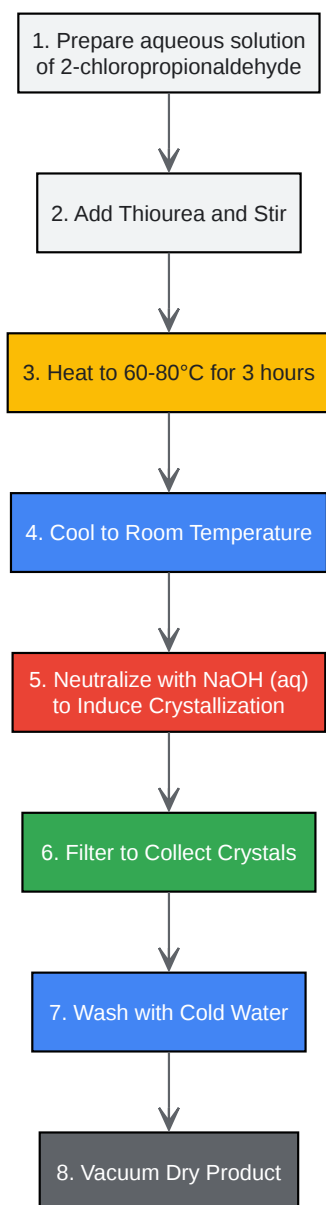 1. Prepare aqueous solution
of 2-chloropropionaldehyde
2. Add Thiourea and Stir
3. Heat to 60-80°C for 3 hours
4. Cool to Room Temperature
5. Neutralize with NaOH (aq)
to Induce Crystallization
6. Filter to Collect Crystals
7. Wash with Cold Water
8. Vacuum Dry Product